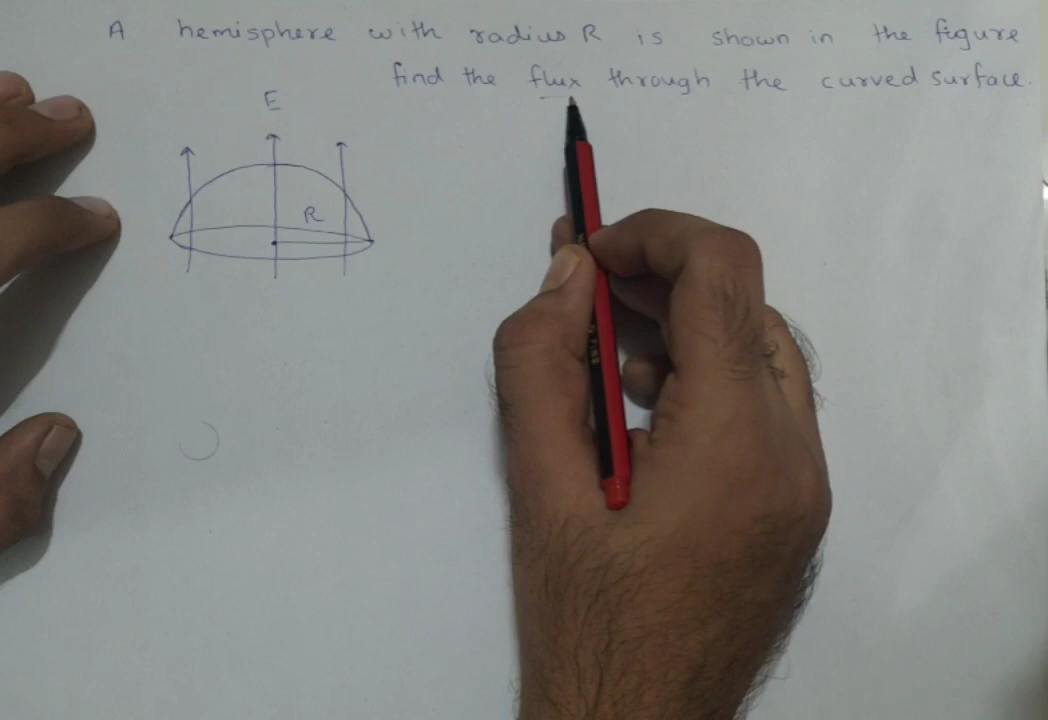 A hemisphere with radius R is shown in the figure
find the flux through the curved surface.
E
R